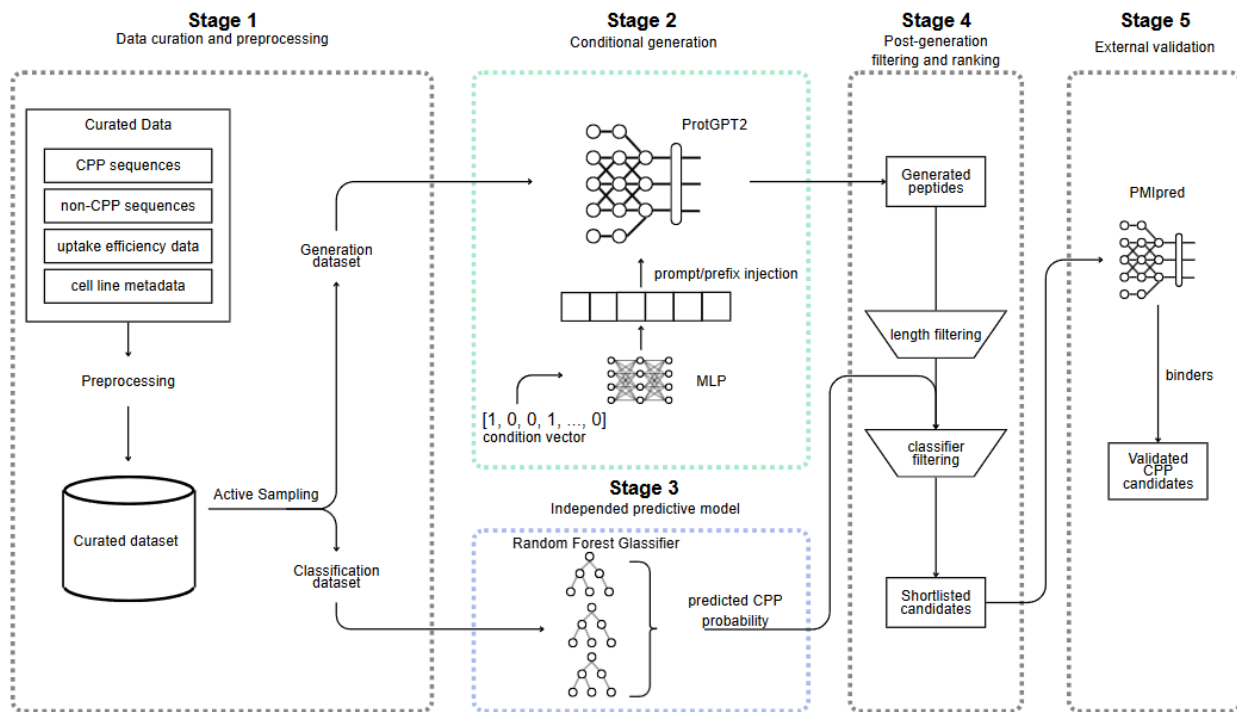 Stage 1
Data curation and preprocessing
Curated Data
CPP sequences
non-CPP sequences
uptake efficiency data
cell line metadata
Preprocessing
Curated dataset
Active Sampling
Generation
dataset
Classification
dataset
Stage 2
Conditional generation
ProtGPT2
prompt/prefix injection
MLP
[1, 0, 0, 1, ..., 0]
condition vector
Stage 3
Independed predictive model
Random Forest Glassifier
predicted CPP
probability
Stage 4
Post-generation
filtering and ranking
Generated
peptides
length filtering
classifier
filtering
Shortlisted
candidates
Stage 5
External validation
PMIpred
binders
Validated
CPP
candidates